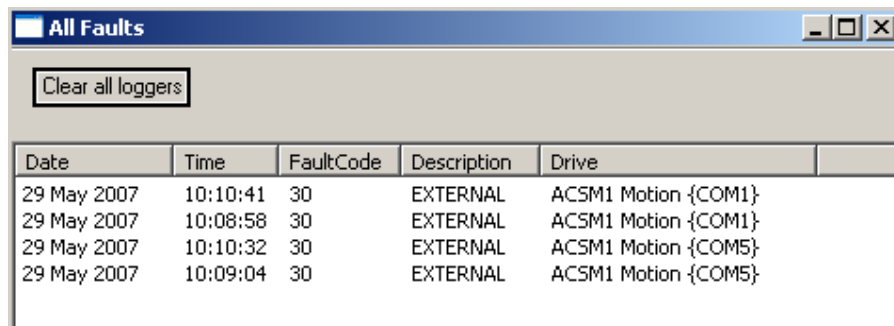 All Faults
Clear all loggers
Date Time FaultCode Description Drive
29 May 2007 10:10:41 30 EXTERNAL ACSM1 Motion {COM1}
29 May 2007 10:08:58 30 EXTERNAL ACSM1 Motion {COM1}
29 May 2007 10:10:32 30 EXTERNAL ACSM1 Motion {COM5}
29 May 2007 10:09:04 30 EXTERNAL ACSM1 Motion {COM5}